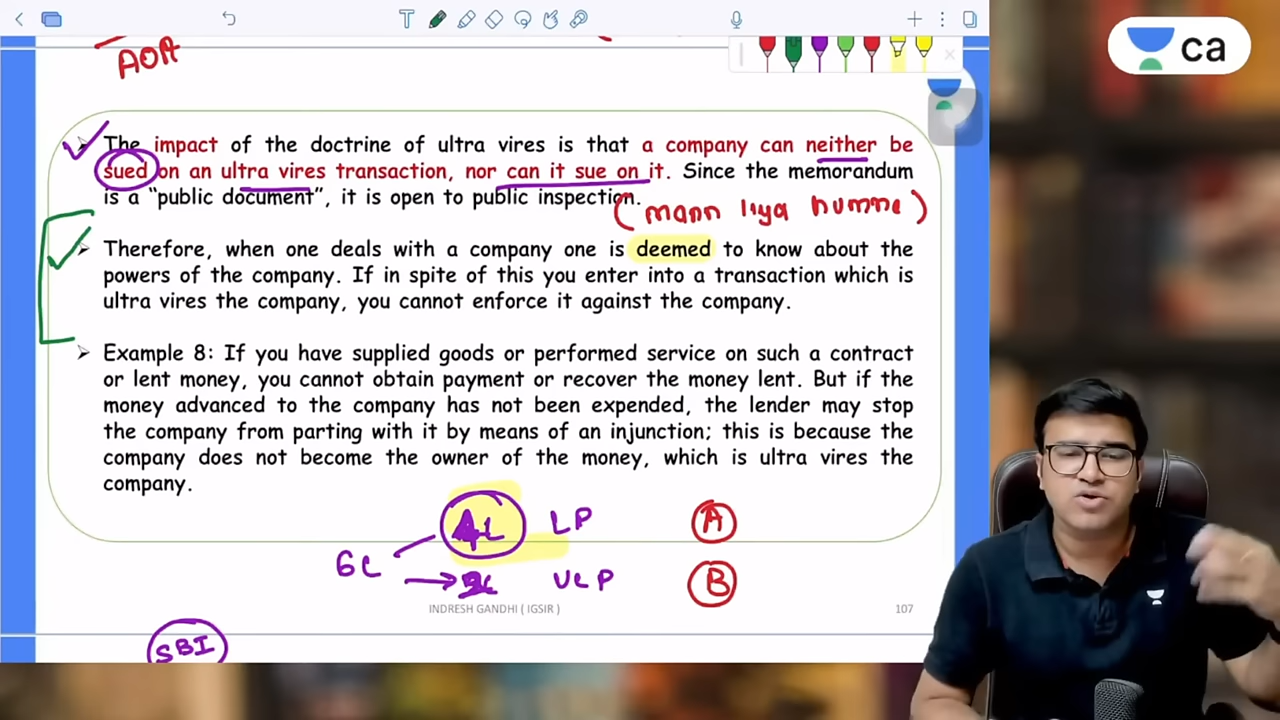 AOA
ca
The impact of the doctrine of ultra vires is that a company can neither be
sued on an ultra vires transaction, nor can it sue on it. Since the memorandum
is a “public document”, it is open to public inspection.
( mann liya humne )
Therefore, when one deals with a company one is deemed to know about the
powers of the company. If in spite of this you enter into a transaction which is
ultra vires the company, you cannot enforce it against the company.
Example 8: If you have supplied goods or performed service on such a contract
or lent money, you cannot obtain payment or recover the money lent. But if the
money advanced to the company has not been expended, the lender may stop
the company from parting with it by means of an injunction; this is because the
company does not become the owner of the money, which is ultra vires the
company.
4L LP A
6L
2L ULP B
INDRESH GANDHI ( IGSIR ) 107
SBI